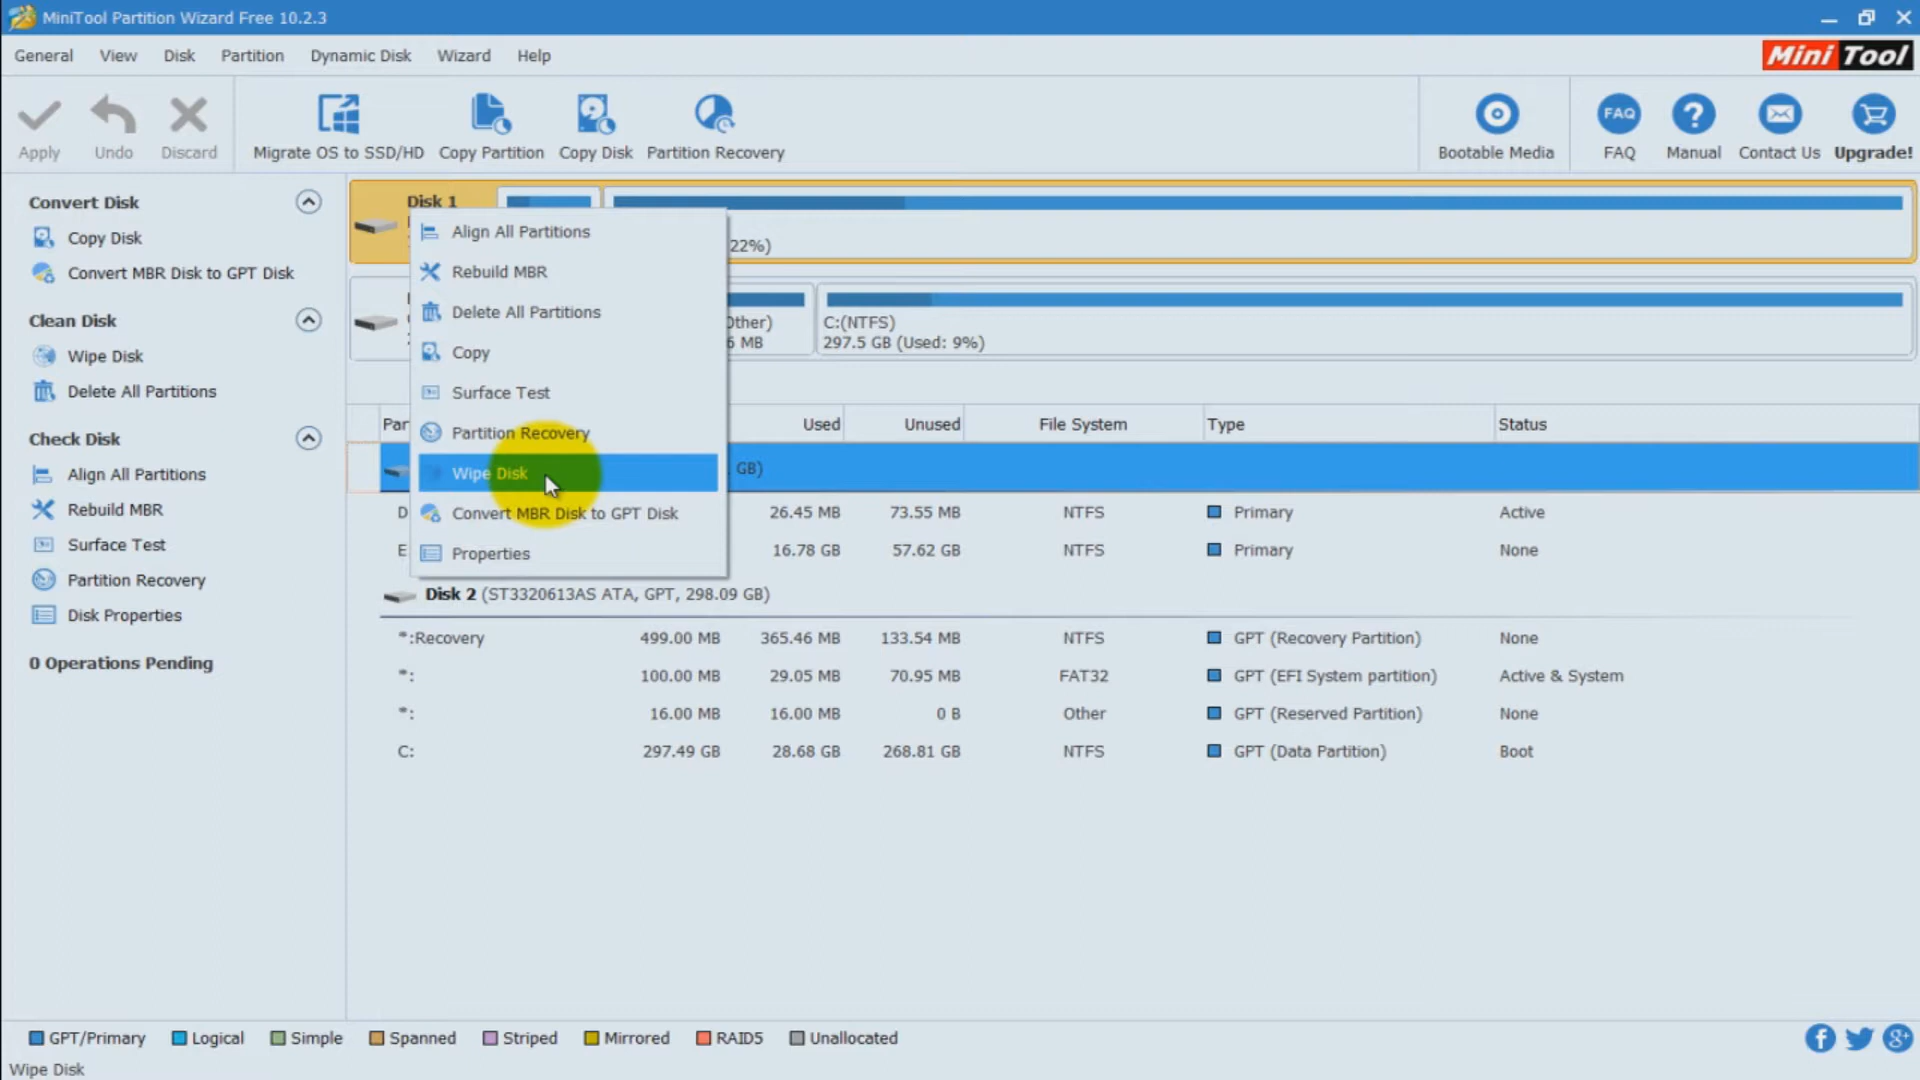 MiniTool Partition Wizard Free 10.2.3
General View Disk Partition Dynamic Disk Wizard Help
Mini Tool
Apply Undo Discard Migrate OS to SSD/HD Copy Partition Copy Disk Partition Recovery Bootable Media FAQ FAQ Manual Contact Us Upgrade!
Convert Disk
Copy Disk
Convert MBR Disk to GPT Disk
Clean Disk
Wipe Disk
Delete All Partitions
Check Disk
Align All Partitions
Rebuild MBR
Surface Test
Partition Recovery
Disk Properties
0 Operations Pending
Disk 1
22%)
Other)
6 MB
C:(NTFS)
297.5 GB (Used: 9%)
Align All Partitions
Rebuild MBR
Delete All Partitions
Copy
Surface Test
Partition Recovery
Wipe Disk
Convert MBR Disk to GPT Disk
Properties
Par Used Unused File System Type Status
GB)
D 26.45 MB 73.55 MB NTFS Primary Active
E 16.78 GB 57.62 GB NTFS Primary None
Disk 2 (ST3320613AS ATA, GPT, 298.09 GB)
*:Recovery 499.00 MB 365.46 MB 133.54 MB NTFS GPT (Recovery Partition) None
*: 100.00 MB 29.05 MB 70.95 MB FAT32 GPT (EFI System partition) Active & System
*: 16.00 MB 16.00 MB 0 B Other GPT (Reserved Partition) None
C: 297.49 GB 28.68 GB 268.81 GB NTFS GPT (Data Partition) Boot
GPT/Primary Logical Simple Spanned Striped Mirrored RAID5 Unallocated
Wipe Disk